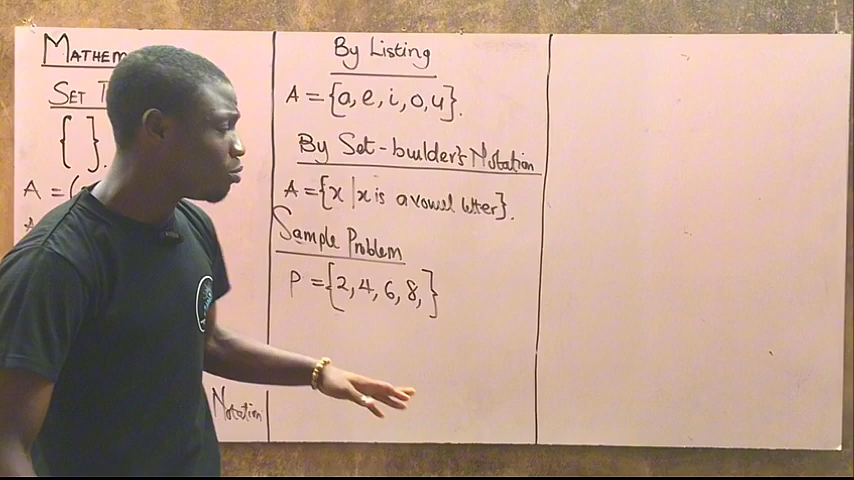 MATHEM
SET T
{ }.
A = (
By Listing
A = {a, e, i, o, u}.
By Set-builder's Notation
A = {x | x is a vowel letter}.
Sample Problem
P = {2, 4, 6, 8, }
Notation